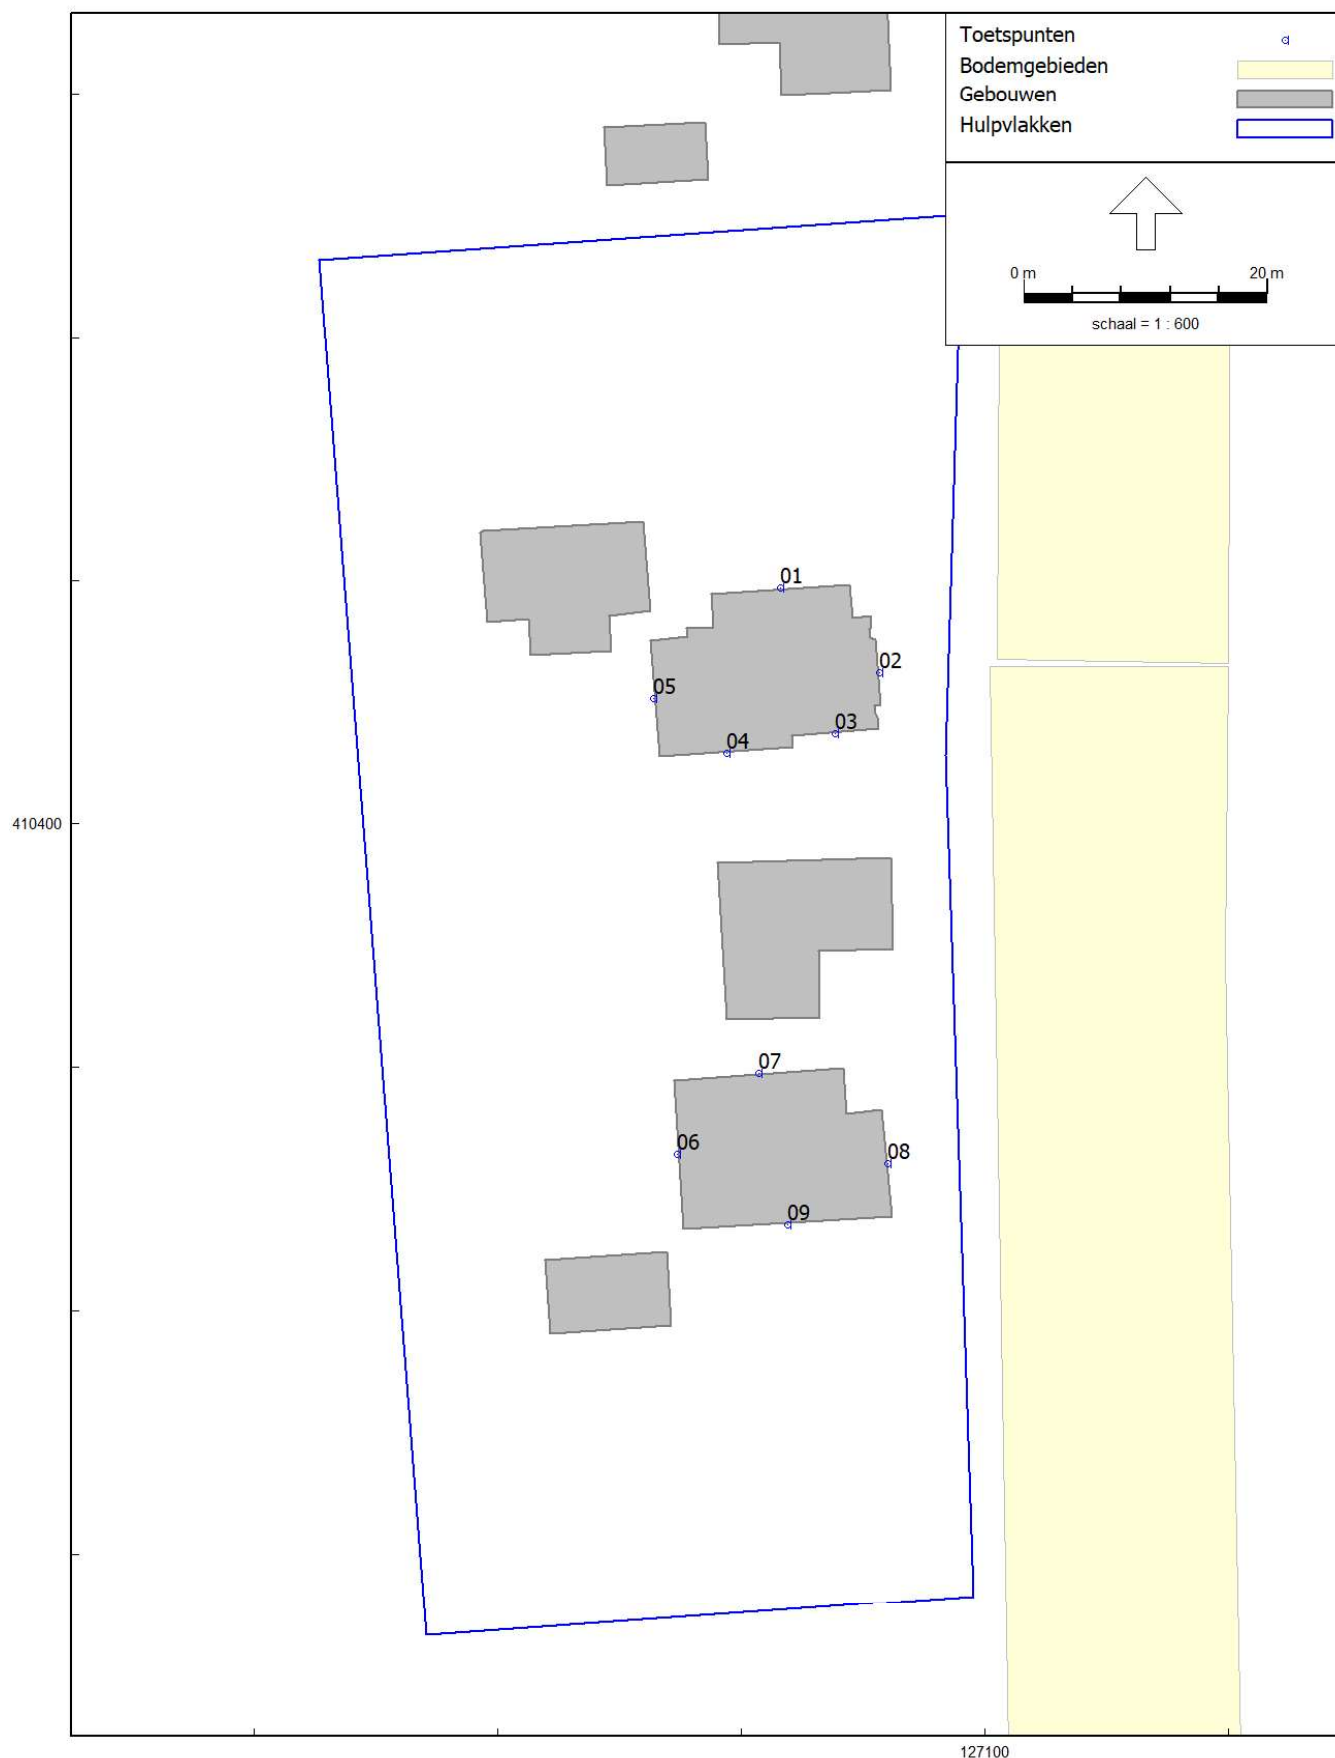 Toetspunten
Bodemgebieden
Gebouwen
Hulpvlakken
0 m 20 m
schaal = 1 : 600
01
02
05
03
04
410400
07
06
08
09
127100